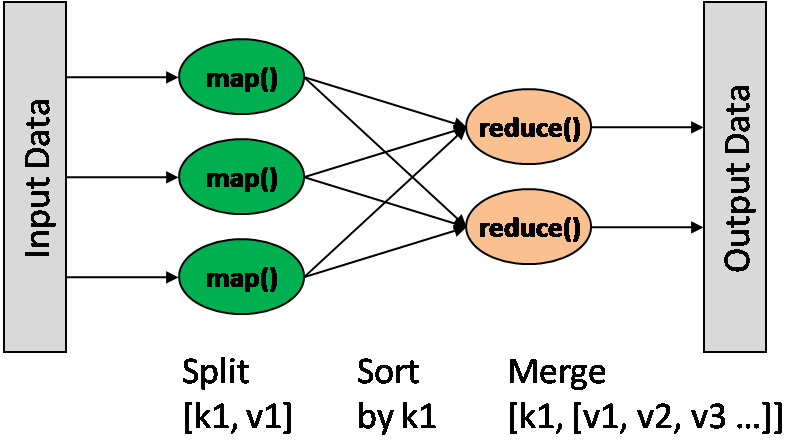 Input Data
map()
map()
map()
reduce()
reduce()
Output Data
Split
[k1, v1]
Sort
by k1
Merge
[k1, [v1, v2, v3 ...]]